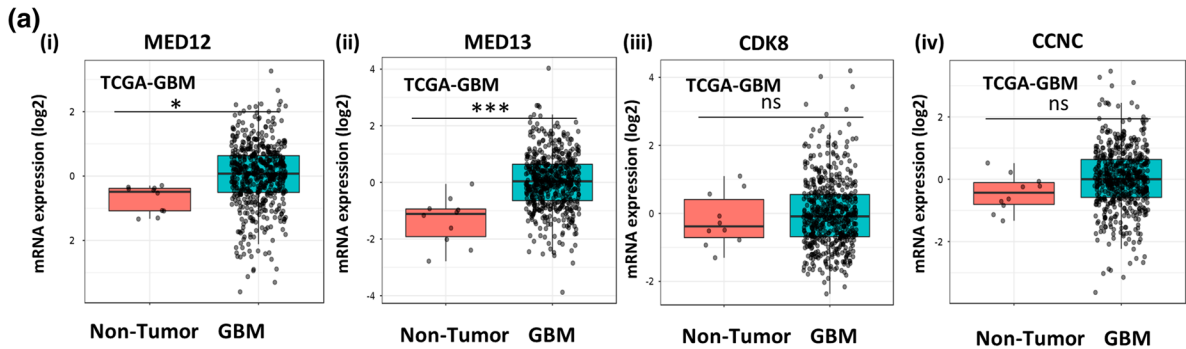 (a)
(i) MED12
mRNA expression (log2)
TCGA-GBM
*
2
0
2
Non-Tumor GBM
(ii) MED13
mRNA expression (log2)
TCGA-GBM
***
4
2
0
-2
-4
Non-Tumor GBM
(iii) CDK8
mRNA expression (log2)
TCGA-GBM
ns
4
2
0
-2
Non-Tumor GBM
(iv) CCNC
mRNA expression (log2)
TCGA-GBM
ns
2
0
-2
Non-Tumor GBM